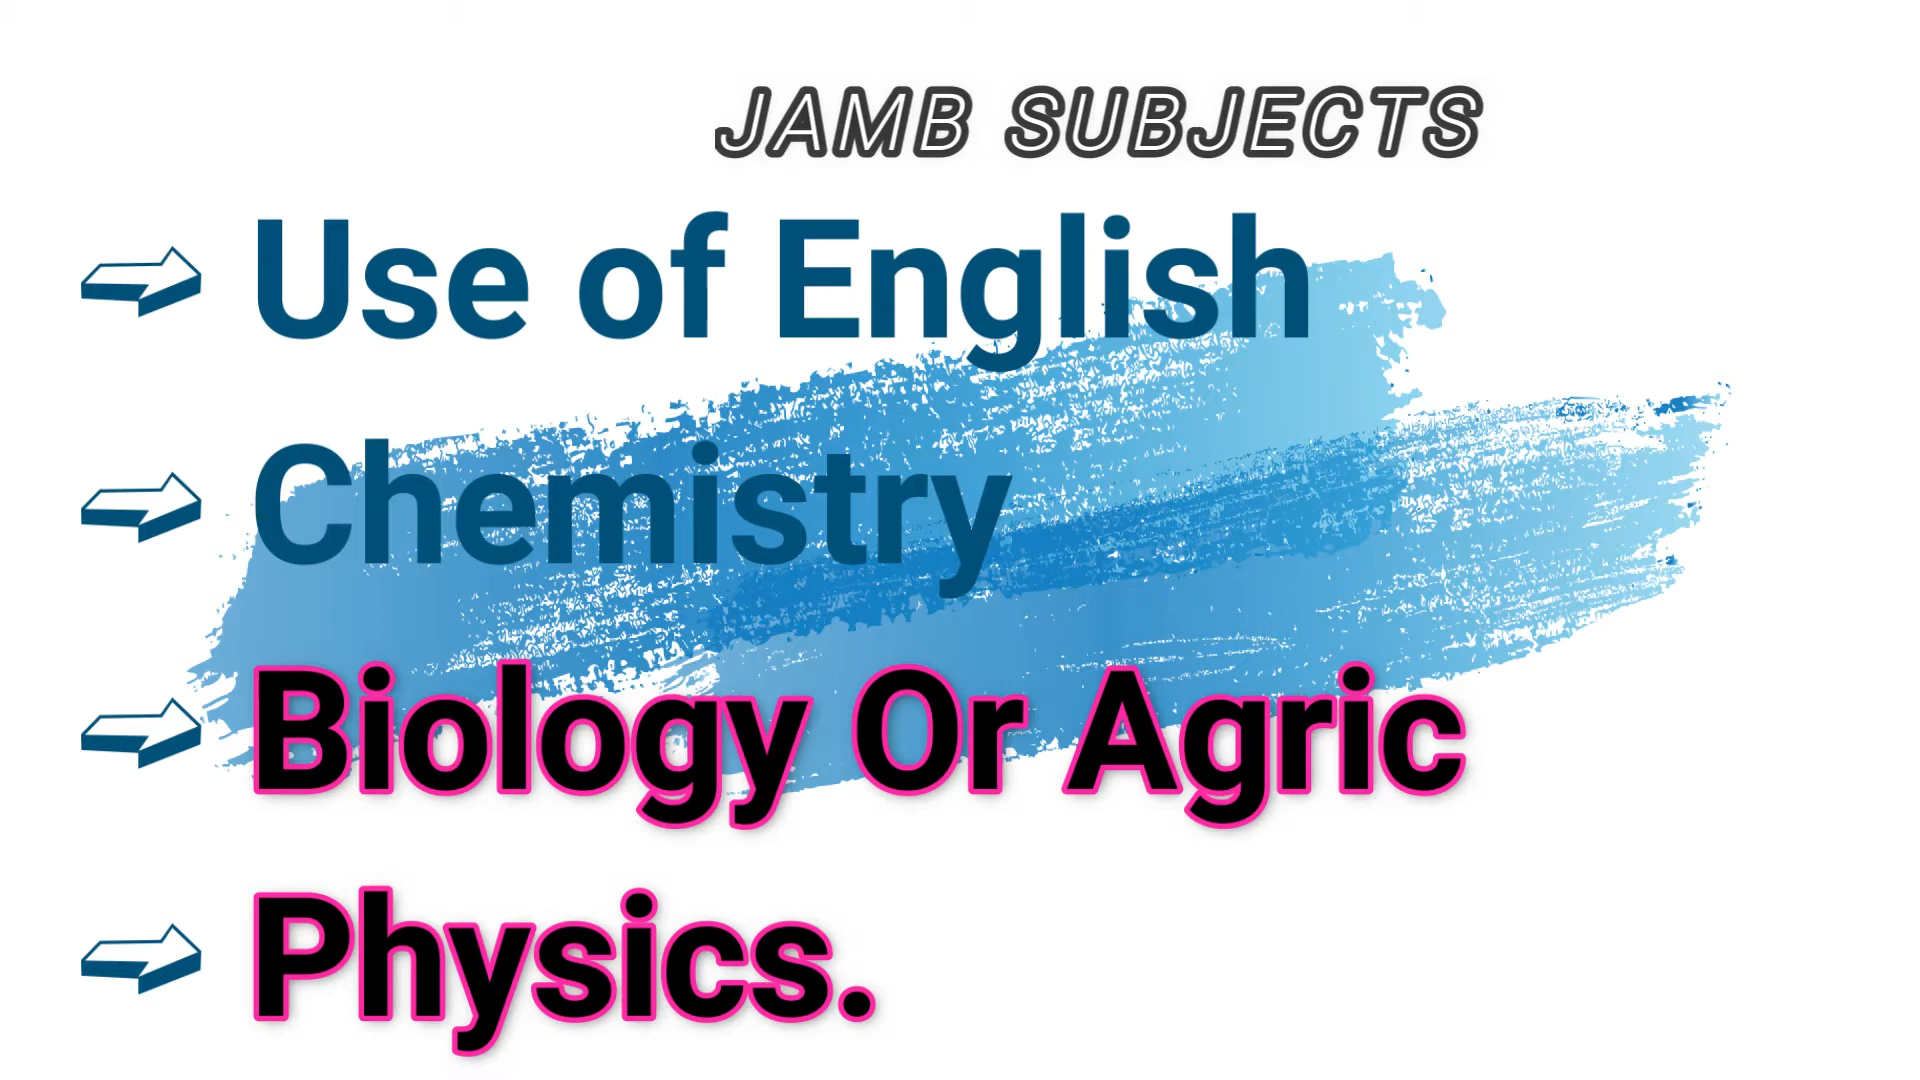 JAMB SUBJECTS
Use of English
Chemistry
Biology Or Agric
Physics.